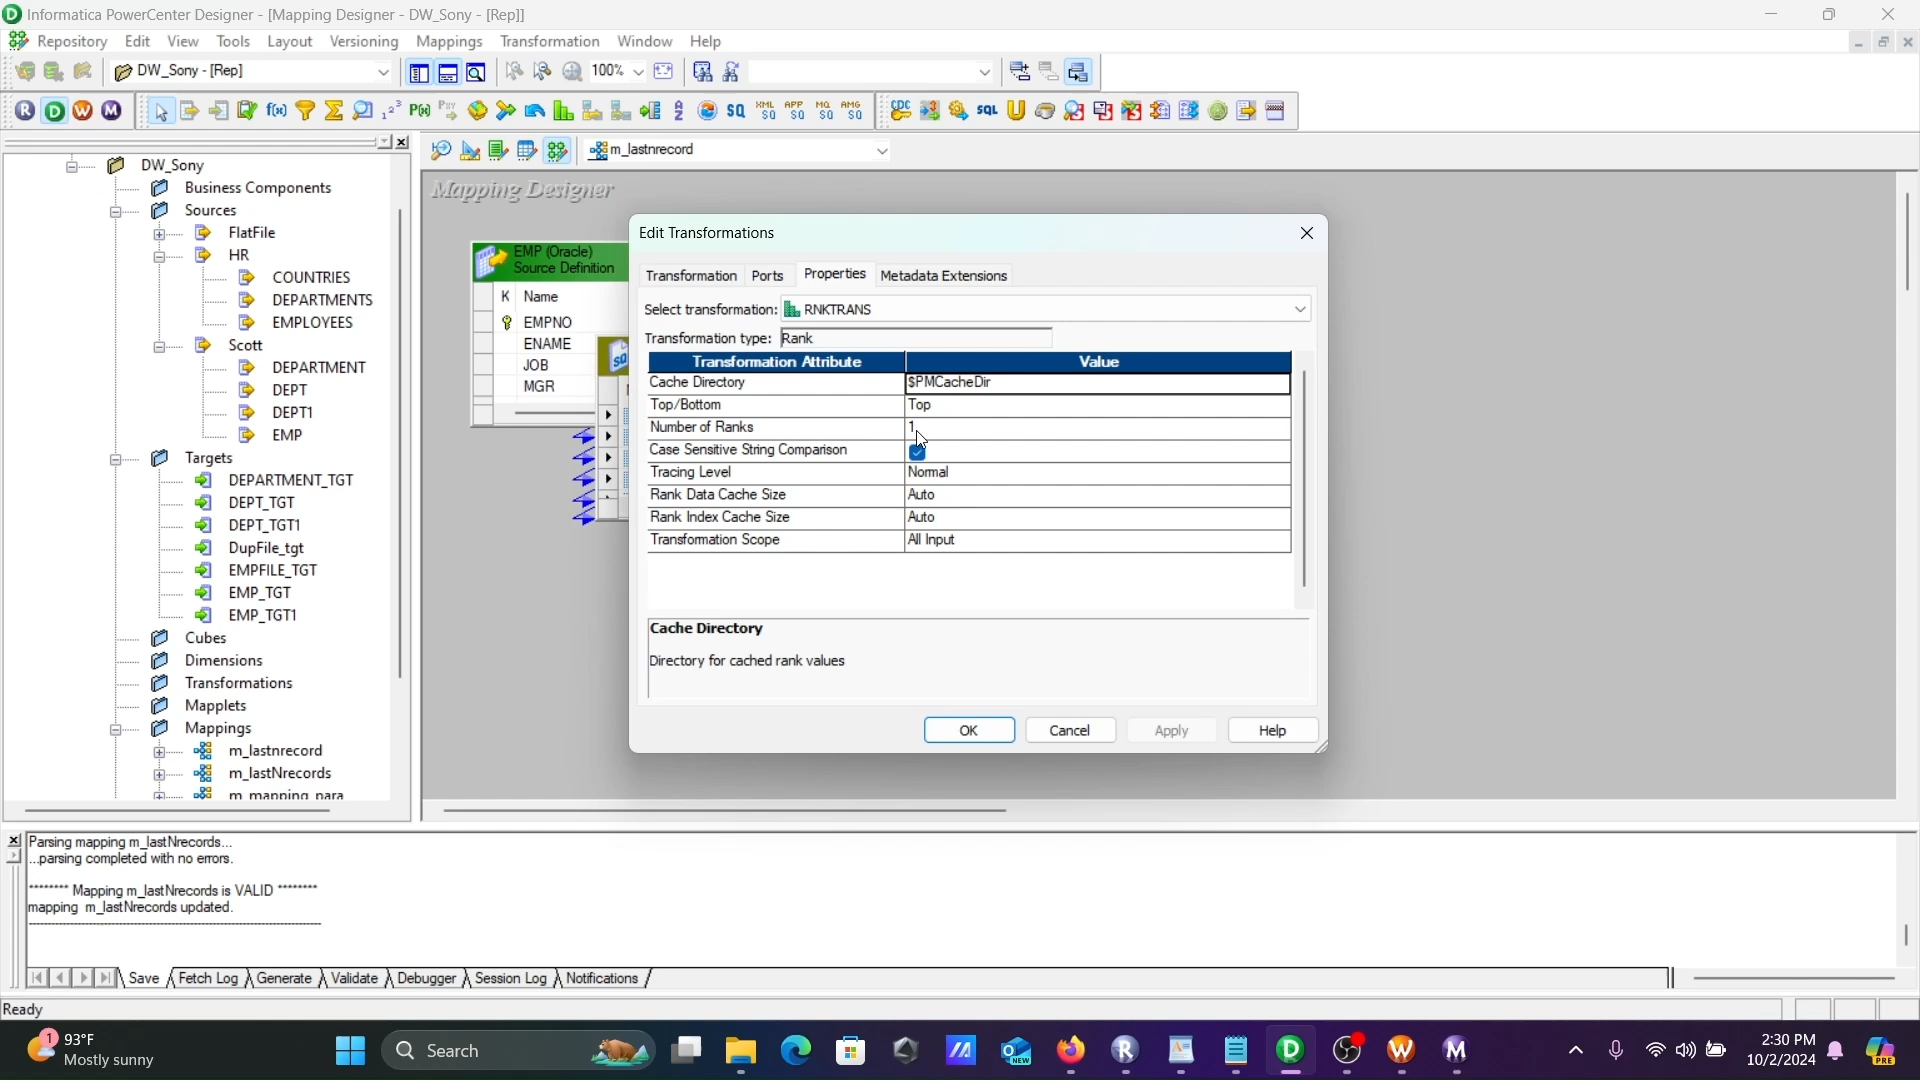 Informatica PowerCenter Designer - [Mapping Designer - DW_Sony - [Rep]]
Repository Edit View Tools Layout Versioning Mappings Transformation Window Help
DW_Sony - [Rep] 100%
m_lastnrecord
DW_Sony
Business Components
Sources
FlatFile
HR
COUNTRIES
DEPARTMENTS
EMPLOYEES
Scott
DEPARTMENT
DEPT
DEPT1
EMP
Targets
DEPARTMENT_TGT
DEPT_TGT
DEPT_TGT1
DupFile_tgt
EMPFILE_TGT
EMP_TGT
EMP_TGT1
Cubes
Dimensions
Transformations
Mapplets
Mappings
m_lastnrecord
m_lastNrecords
m_mapping_para
Mapping Designer
EMP (Oracle)
Source Definition
K Name
EMPNO
ENAME
JOB
MGR
Edit Transformations
Transformation Ports Properties Metadata Extensions
Select transformation: RNKTRANS
Transformation type: Rank
Transformation Attribute Value
Cache Directory $PMCacheDir
Top/Bottom Top
Number of Ranks 1
Case Sensitive String Comparison
Tracing Level Normal
Rank Data Cache Size Auto
Rank Index Cache Size Auto
Transformation Scope All Input
Cache Directory
Directory for cached rank values
OK Cancel Apply Help
Parsing mapping m_lastNrecords...
...parsing completed with no errors.
******** Mapping m_lastNrecords is VALID ********
mapping m_lastNrecords updated.
Save Fetch Log Generate Validate Debugger Session Log Notifications
Ready
93°F
Mostly sunny
Search
2:30 PM
10/2/2024